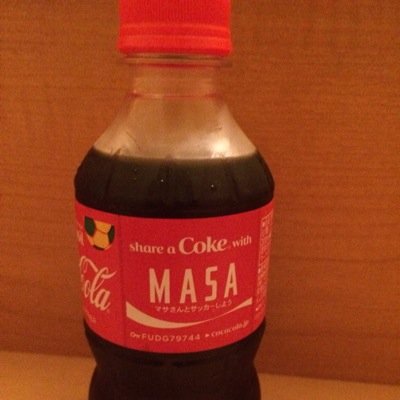 share a Coke with
MASA
マサさんとサッカーしよう
FUDG79744 ▶cocacola.jp
Cola